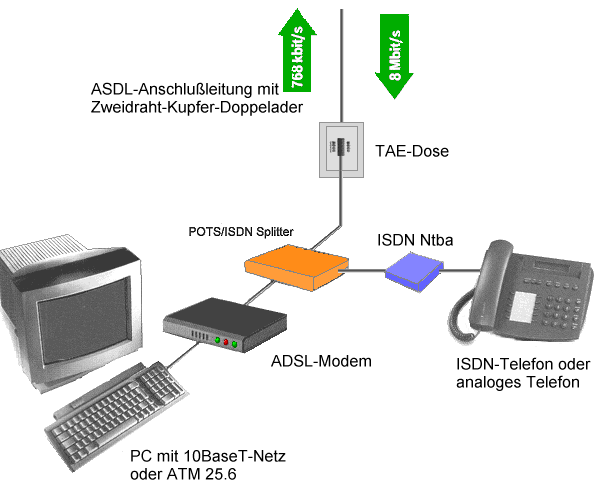 768 kbit/s
8 Mbit/s
ASDL-Anschlußleitung mit
Zweidraht-Kupfer-Doppelader
TAE-Dose
POTS/ISDN Splitter
ISDN Ntba
ADSL-Modem
ISDN-Telefon oder
analoges Telefon
PC mit 10BaseT-Netz
oder ATM 25.6